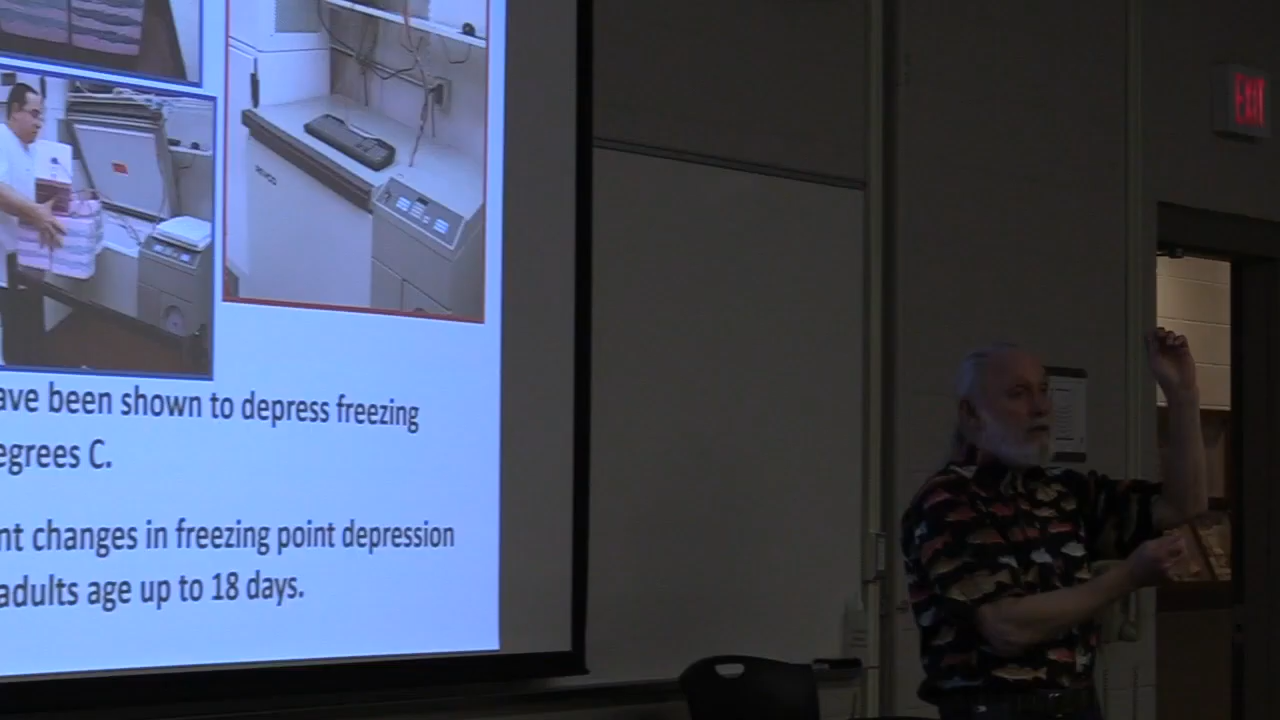 EXIT
ave been shown to depress freezing
egrees C.
nt changes in freezing point depression
adults age up to 18 days.